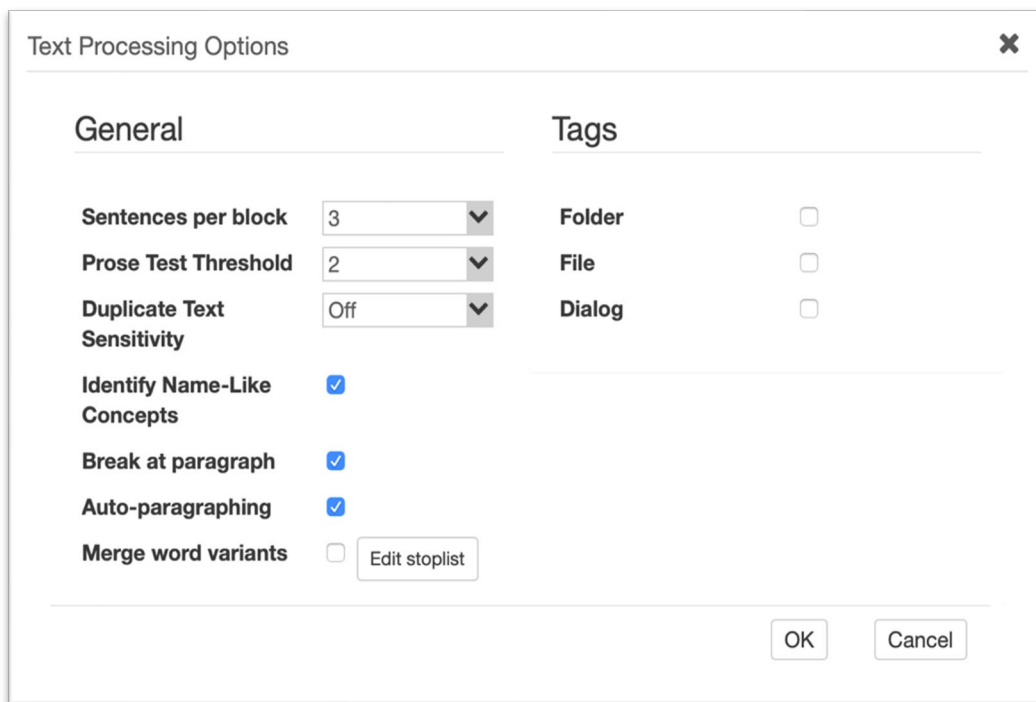 Text Processing Options
General
Sentences per block 3
Prose Test Threshold 2
Duplicate Text Off
Sensitivity
Identify Name-Like
Concepts
Break at paragraph
Auto-paragraphing
Merge word variants Edit stoplist
Tags
Folder
File
Dialog
OK Cancel